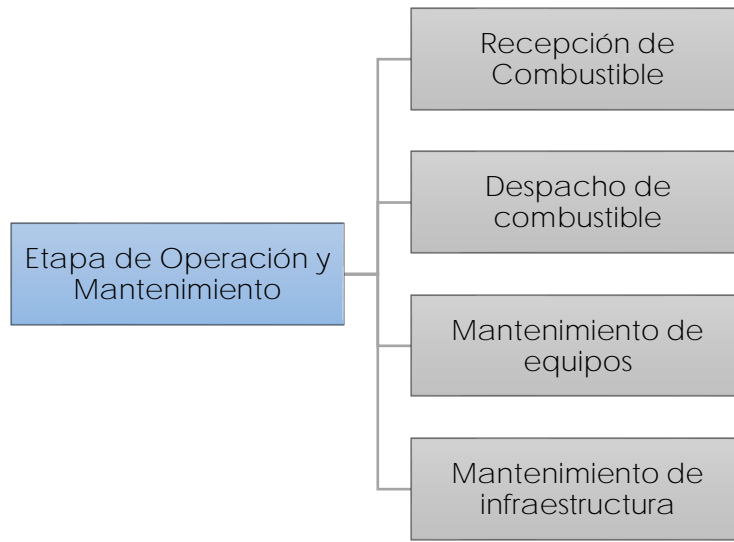 Recepción de
Combustible
Despacho de
combustible
Etapa de Operación y
Mantenimiento
Mantenimiento de
equipos
Mantenimiento de
infraestructura